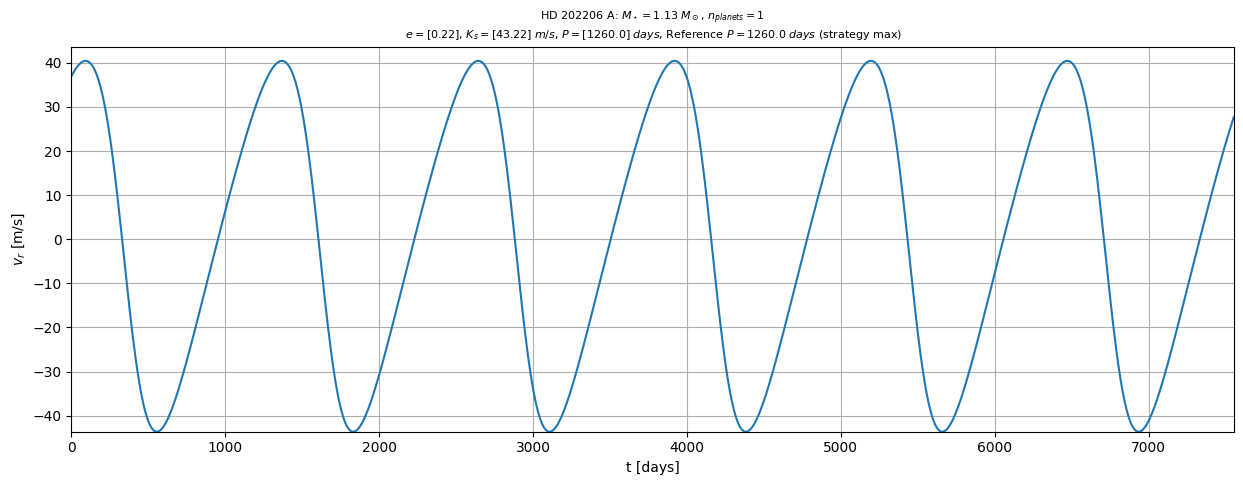 HD 202206 A: $M_⋆ = 1.13 M_⊙$, $n_{planets} = 1$
$e = [0.22]$, $K_s = [43.22] m/s$, $P = [1260.0] days$, Reference $P = 1260.0 days$ (strategy max)
40
30
20
10
0
−10
−20
−30
−40
$v_r$ [m/s]
0 1000 2000 3000 4000 5000 6000 7000
t [days]